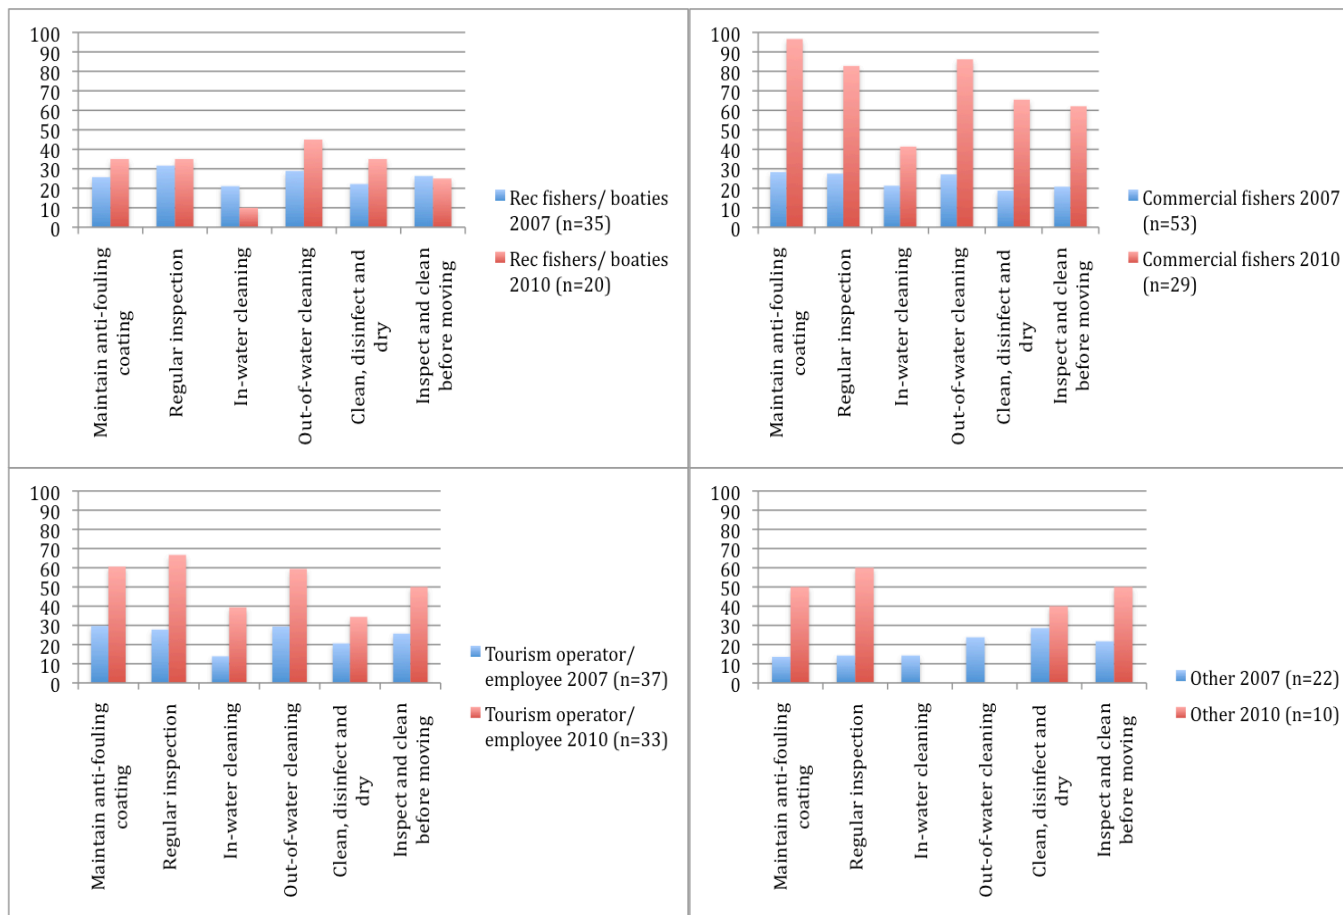 100
90
80
70
60
50
40
30
20
10
0
Maintain anti-fouling
coating
Regular inspection
In-water cleaning
Out-of-water cleaning
Clean, disinfect and
dry
Inspect and clean
before moving
Rec fishers/ boaties
2007 (n=35)
Rec fishers/ boaties
2010 (n=20)
100
90
80
70
60
50
40
30
20
10
0
Maintain anti-fouling
coating
Regular inspection
In-water cleaning
Out-of-water cleaning
Clean, disinfect and
dry
Inspect and clean
before moving
Commercial fishers 2007
(n=53)
Commercial fishers 2010
(n=29)
100
90
80
70
60
50
40
30
20
10
0
Maintain anti-fouling
coating
Regular inspection
In-water cleaning
Out-of-water cleaning
Clean, disinfect and
dry
Inspect and clean
before moving
Tourism operator/
employee 2007 (n=37)
Tourism operator/
employee 2010 (n=33)
100
90
80
70
60
50
40
30
20
10
0
Maintain anti-fouling
coating
Regular inspection
In-water cleaning
Out-of-water cleaning
Clean, disinfect and
dry
Inspect and clean
before moving
Other 2007 (n=22)
Other 2010 (n=10)